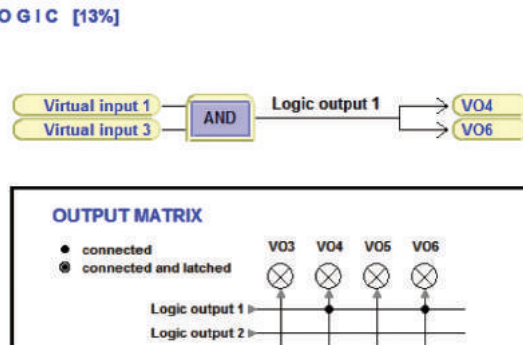 O G I C [13%]
Virtual input 1
Virtual input 3
AND
Logic output 1
VO4
VO6
OUTPUT MATRIX
connected
connected and latched
VO3 VO4 VO5 VO6
Logic output 1
Logic output 2